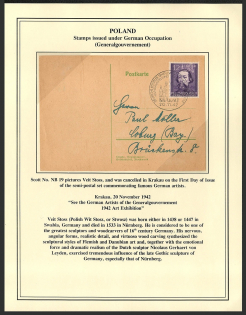 POLAND
Stamps issued under German Occupation
(Generalgouvernement)
Postkarte
Herrn
Paul Möller
Coburg (Bay.)
Scott No. NB 19 pictures Veit Stoss, and was cancelled in Krakau on the First Day of Issue
of the semi-postal set commemorating famous German artists.
Krakau, 20 November 1942
"See the German Artists of the Generalgouvernement
1942 Art Exhibition"
Veit Stoss (Polish Wit Stosz, or Stwosz) was born either in 1438 or 1447 in
Swabia, Germany and died in 1533 in Nürnberg. He is considered to be one of
the greatest sculptors and woodcarvers of 16th century Germany. His nervous,
angular forms, realistic detail, and virtuoso wood carving synthesized the
sculptural styles of Flemish and Danubian art, and together with the emotional
force and dramatic realism of the Dutch sculptor Nicolaus Gerhaert von
Leyden, exercised tremendous influence of the late Gothic sculptors of
Germany, especially that of Nürnberg.